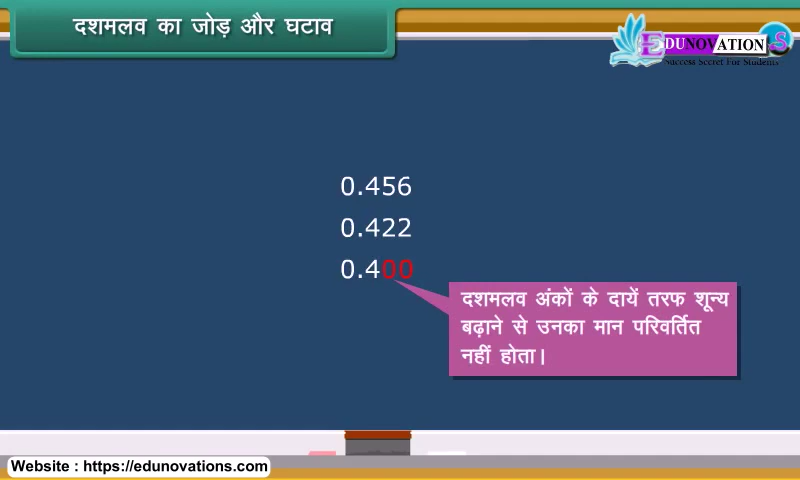 दशमलव का जोड़ और घटाव
EDUNOVATION.S
Success Secret For Students
0.456
0.422
0.400
दशमलव अंकों के दायें तरफ शून्य
बढ़ाने से उनका मान परिवर्तित
नहीं होता।
Website : https://edunovations.com